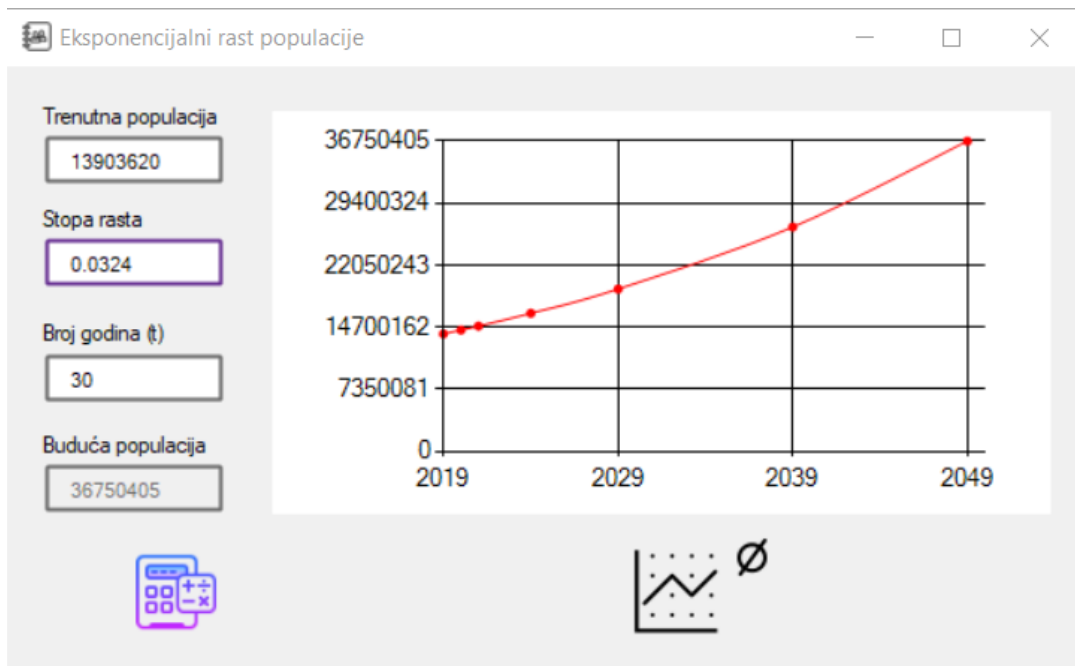 Eksponencijalni rast populacije
Trenutna populacija
13903620
Stopa rasta
0.0324
Broj godina (t)
30
Buduća populacija
36750405
36750405
29400324
22050243
14700162
7350081
0
2019 2029 2039 2049
Ø